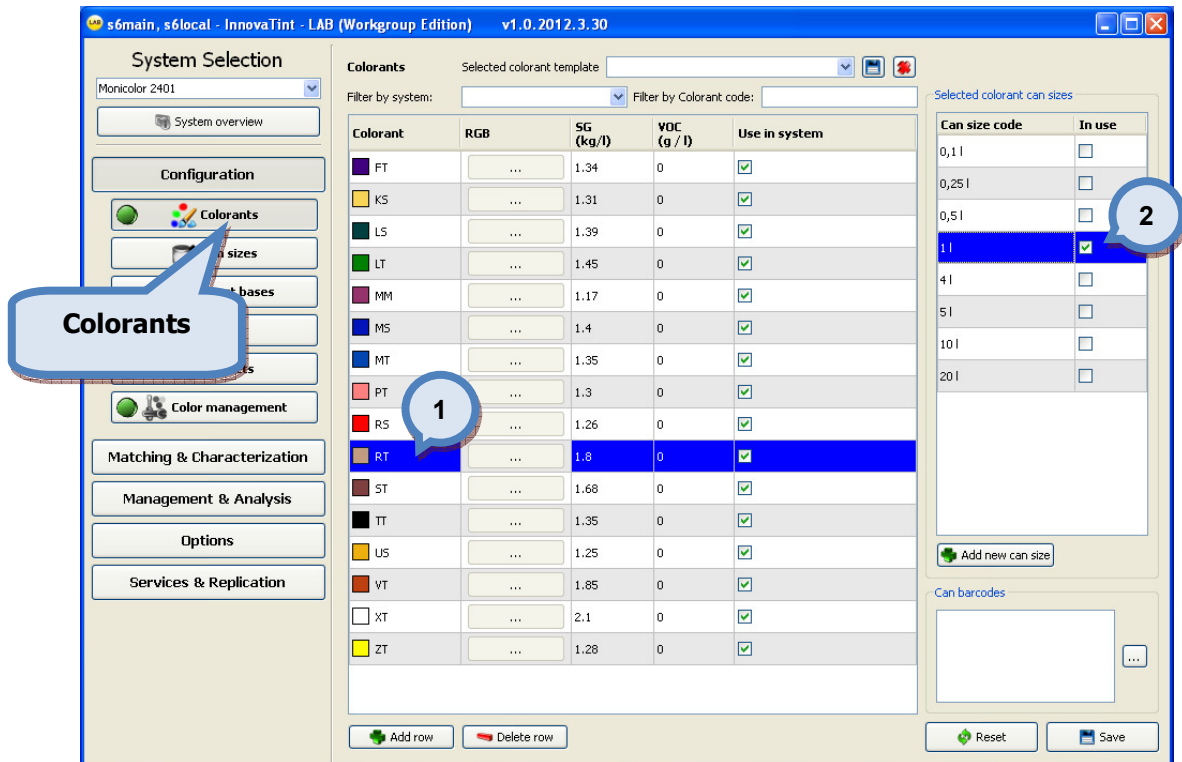 s6main, s6local - InnovaTint - LAB (Workgroup Edition) v1.0.2012.3.30
System Selection
Monicolor 2401
System overview
Configuration
Colorants
sizes
bases
Color management
Matching & Characterization
Management & Analysis
Options
Services & Replication
Colorants
Colorants Selected colorant template
Filter by system: Filter by Colorant code:
Colorant RGB SG (kg/l) VOC (g / l) Use in system
FT ... 1.34 0
KS ... 1.31 0
LS ... 1.39 0
LT ... 1.45 0
MM ... 1.17 0
MS ... 1.4 0
MT ... 1.35 0
PT ... 1.3 0
RS ... 1.26 0
RT ... 1.8 0
ST ... 1.68 0
TT ... 1.35 0
US ... 1.25 0
VT ... 1.85 0
XT ... 2.1 0
ZT ... 1.28 0
1
Add row Delete row
Selected colorant can sizes
Can size code In use
0,1 l
0,25 l
0,5 l
1 l
4 l
5 l
10 l
20 l
2
Add new can size
Can barcodes
...
Reset Save